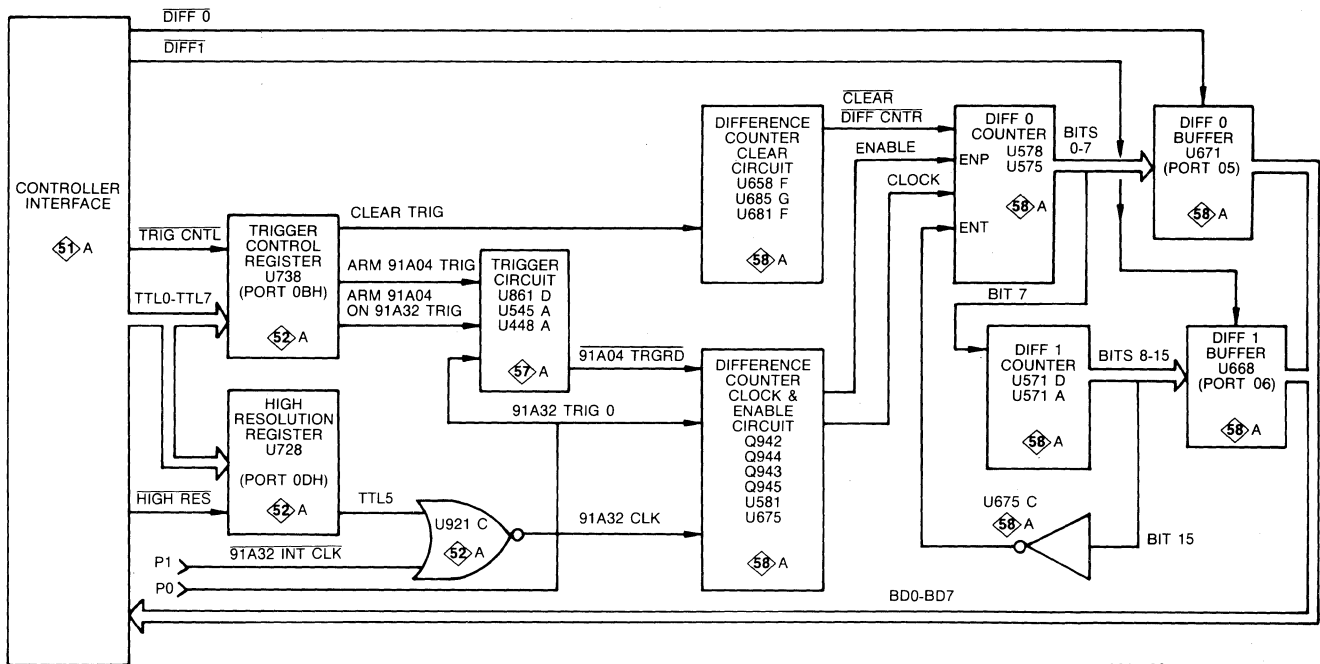 DIFF 0
DIFF1
CONTROLLER
INTERFACE
51 A
TRIG CNTL
TTL0-TTL7
HIGH RES
P1
P0
91A32 INT CLK
TRIGGER
CONTROL
REGISTER
U738
(PORT 0BH)
52 A
HIGH
RESOLUTION
REGISTER
U728
(PORT 0DH)
52 A
CLEAR TRIG
ARM 91A04 TRIG
ARM 91A04
ON 91A32 TRIG
TTL5
U921 C
52 A
TRIGGER
CIRCUIT
U861 D
U545 A
U448 A
57 A
91A04 TRGRD
91A32 TRIG 0
91A32 CLK
DIFFERENCE
COUNTER
CLEAR
CIRCUIT
U658 F
U685 G
U681 F
58 A
DIFFERENCE
COUNTER
CLOCK &
ENABLE
CIRCUIT
Q942
Q944
Q943
Q945
U581
U675
58 A
CLEAR
DIFF CNTR
ENABLE
CLOCK
DIFF 0
COUNTER
U578
U575
ENP
ENT
58 A
BITS
0-7
BIT 7
DIFF 0
BUFFER
U671
(PORT 05)
58 A
DIFF 1
COUNTER
U571 D
U571 A
58 A
BITS 8-15
DIFF 1
BUFFER
U668
(PORT 06)
58 A
U675 C
58 A
BIT 15
BD0-BD7